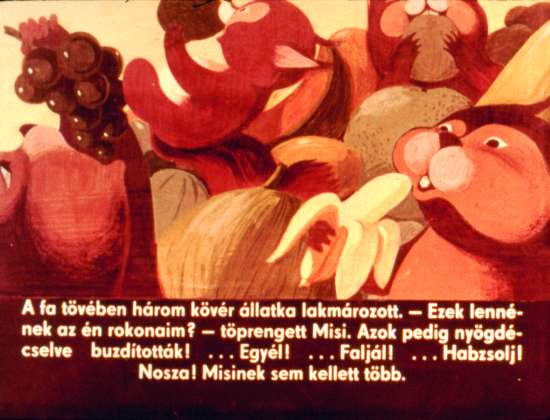 A fa tövében három kövér állatka lakmározott. — Ezek lenné-
nek az én rokonaim? — töprengett Misi. Azok pedig nyögdé-
cselve buzdították! ... Egyél! ... Faljál! ... Habzsolj!
Nosza! Misinek sem kellett több.